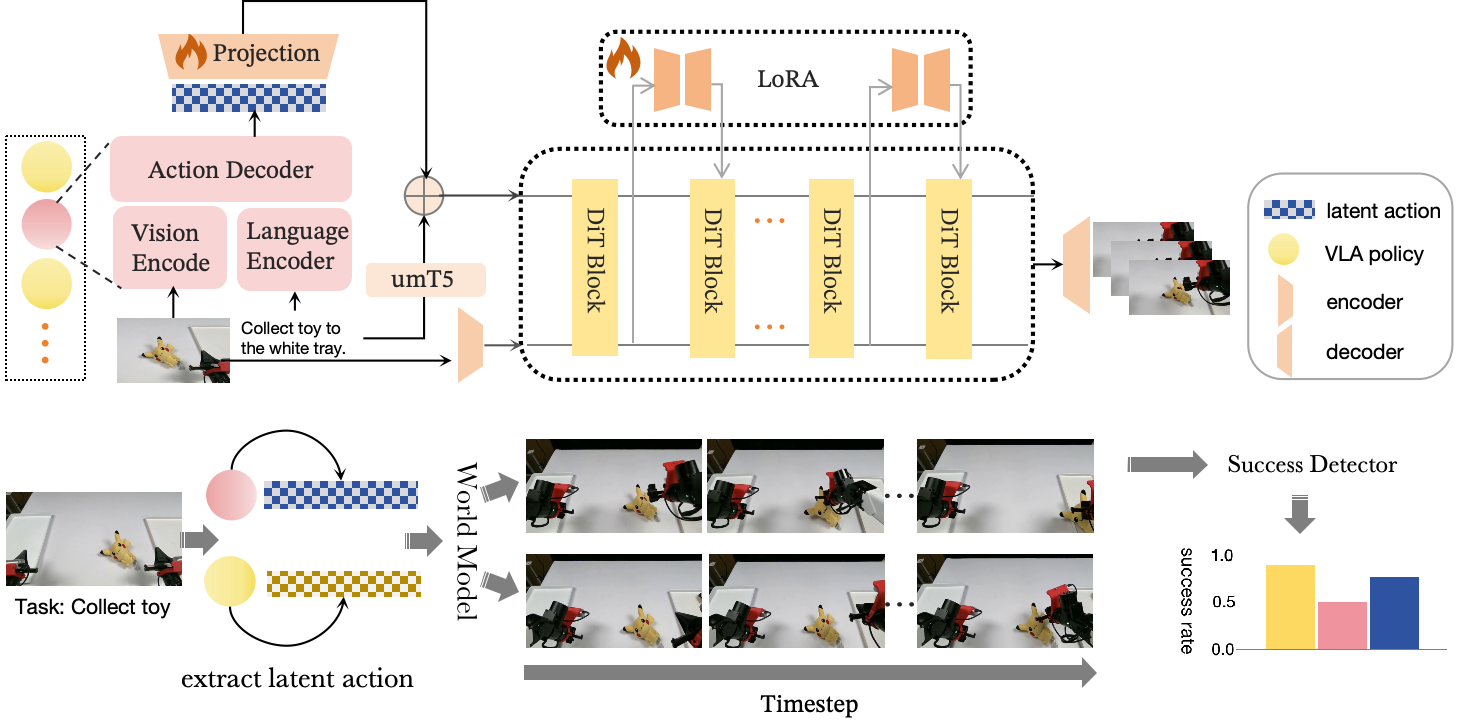 Projection
LoRA
Action Decoder
Vision
Encode
Language
Encoder
umT5
Collect toy to
the white tray.
DiT Block
DiT Block
...
...
DiT Block
DiT Block
latent action
VLA policy
encoder
decoder
Task: Collect toy
extract latent action
World Model
Timestep
Success Detector
success rate
1.0
0.5
0.0